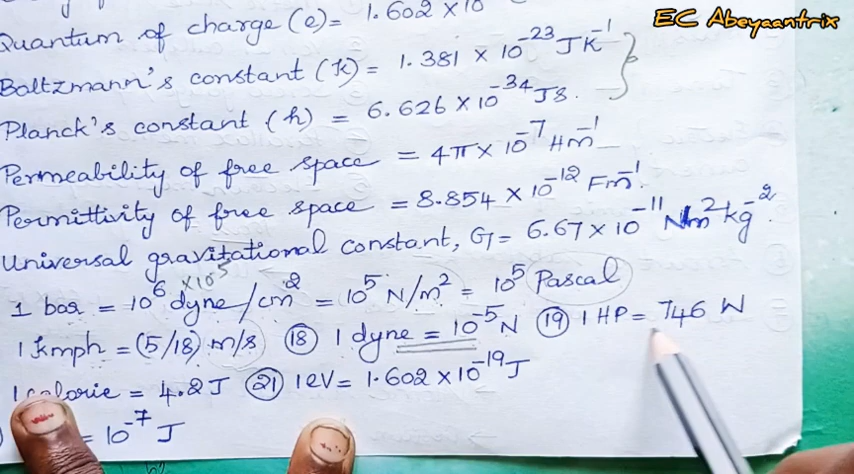 EC Abeyaantrix
Quantum of charge (e) = 1.602 × 10
Boltzmann's constant (k) = 1.381 × 10⁻²³ JK⁻¹
Planck's constant (h) = 6.626 × 10⁻³⁴ Js.
Permeability of free space = 4π × 10⁻⁷ Hm⁻¹
Permittivity of free space = 8.854 × 10⁻¹² Fm⁻¹.
Universal gravitational constant, G = 6.67 × 10⁻¹¹ Nm² kg⁻².
×10⁻⁵
1 bar = 10⁶ dyne/cm² = 10⁵ N/m² = 10⁵ Pascal
1 kmph = (5/18) m/s (18) 1 dyne = 10⁻⁵ N (19) 1 HP = 746 W
1 calorie = 4.2 J (21) 1eV = 1.602 × 10⁻¹⁹ J
= 10⁻⁷ J